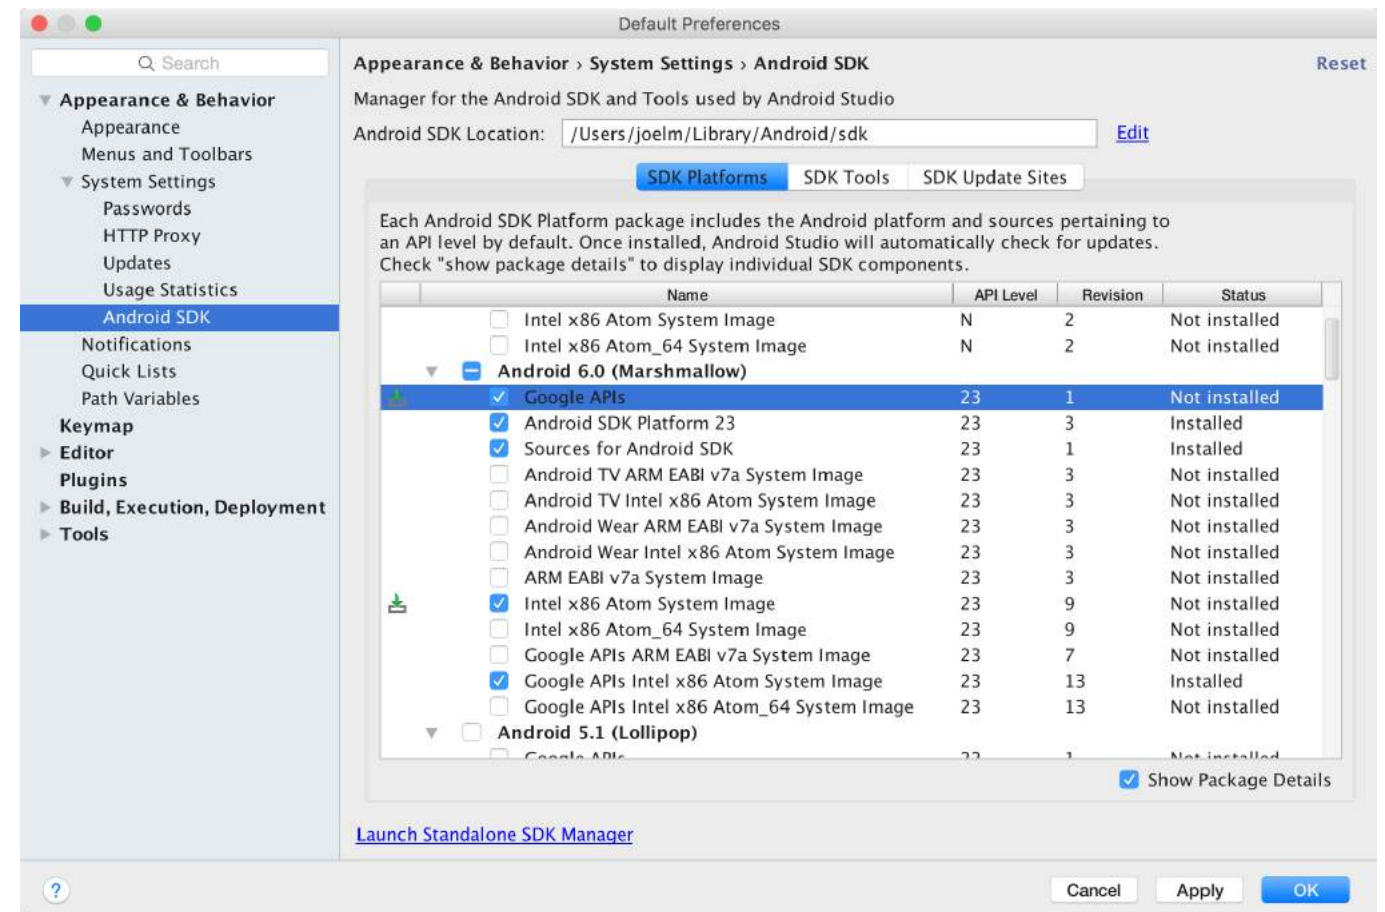 Default Preferences
Search
Appearance & Behavior
Appearance
Menus and Toolbars
System Settings
Passwords
HTTP Proxy
Updates
Usage Statistics
Android SDK
Notifications
Quick Lists
Path Variables
Keymap
Editor
Plugins
Build, Execution, Deployment
Tools
Appearance & Behavior › System Settings › Android SDK
Reset
Manager for the Android SDK and Tools used by Android Studio
Android SDK Location: /Users/joelm/Library/Android/sdk Edit
SDK Platforms SDK Tools SDK Update Sites
Each Android SDK Platform package includes the Android platform and sources pertaining to
an API level by default. Once installed, Android Studio will automatically check for updates.
Check "show package details" to display individual SDK components.
Name API Level Revision Status
Intel x86 Atom System Image N 2 Not installed
Intel x86 Atom_64 System Image N 2 Not installed
Android 6.0 (Marshmallow)
Google APIs 23 1 Not installed
Android SDK Platform 23 23 3 Installed
Sources for Android SDK 23 1 Installed
Android TV ARM EABI v7a System Image 23 3 Not installed
Android TV Intel x86 Atom System Image 23 3 Not installed
Android Wear ARM EABI v7a System Image 23 3 Not installed
Android Wear Intel x86 Atom System Image 23 3 Not installed
ARM EABI v7a System Image 23 3 Not installed
Intel x86 Atom System Image 23 9 Not installed
Intel x86 Atom_64 System Image 23 9 Not installed
Google APIs ARM EABI v7a System Image 23 7 Not installed
Google APIs Intel x86 Atom System Image 23 13 Installed
Google APIs Intel x86 Atom_64 System Image 23 13 Not installed
Android 5.1 (Lollipop)
Google APIs 22 1 Not installed
Show Package Details
Launch Standalone SDK Manager
?
Cancel Apply OK